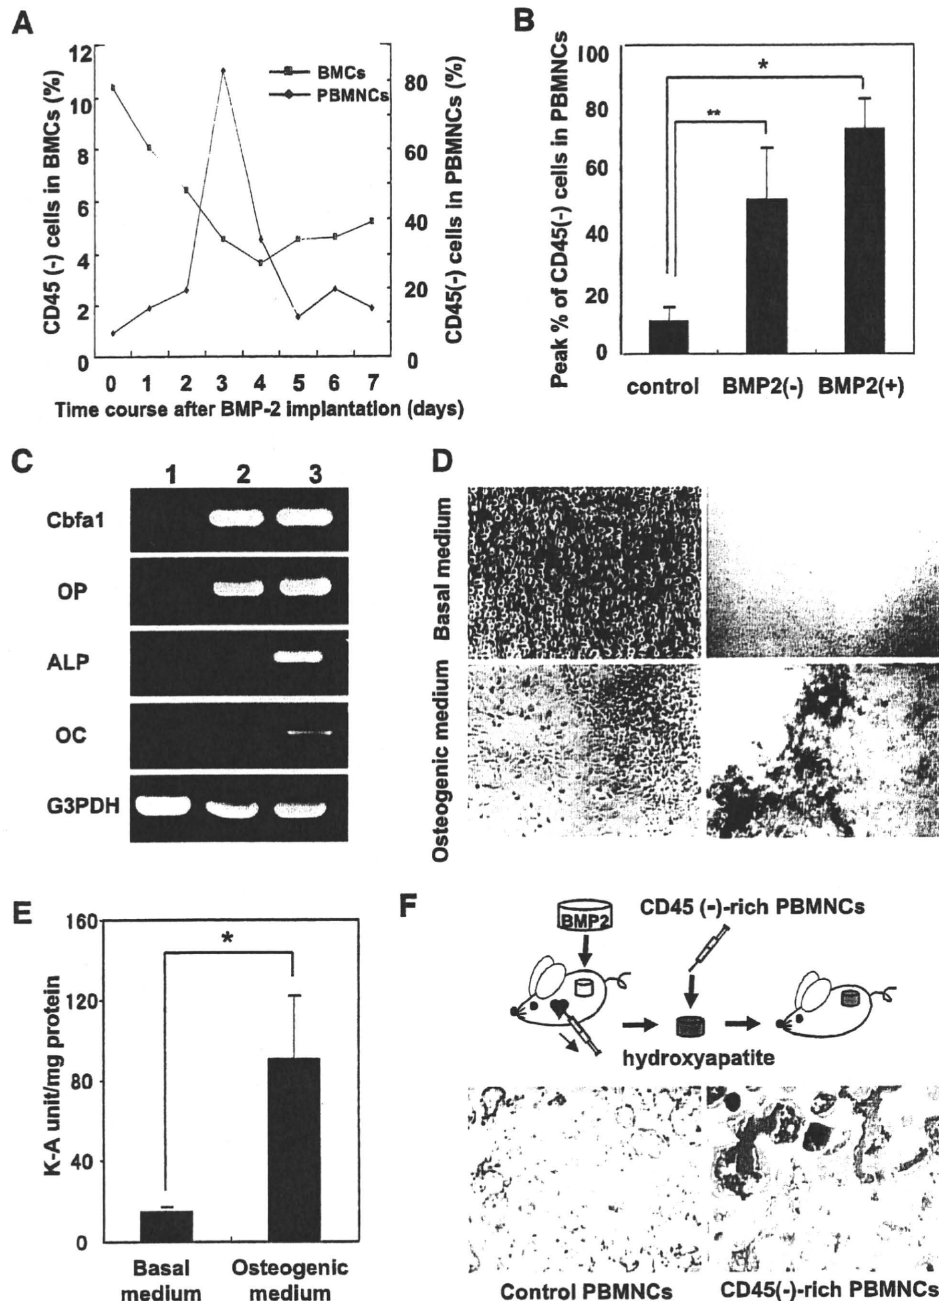 A
CD45 (-) cells in BMCs (%)
12
10
8
6
4
2
0
BMCs
PBMNCs
80
60
40
20
0
CD45(-) cells in PBMNCs (%)
0 1 2 3 4 5 6 7
Time course after BMP-2 implantation (days)
B
Peak % of CD45(-) cells in PBMNCs
100
80
60
40
20
0
*
**
control BMP2(-) BMP2(+)
C
1 2 3
Cbfa1
OP
ALP
OC
G3PDH
D
Basal medium
Osteogenic medium
E
K-A unit/mg protein
160
120
80
40
0
*
Basal medium
Osteogenic medium
F
BMP2
CD45 (-)-rich PBMNCs
hydroxyapatite
Control PBMNCs
CD45(-)-rich PBMNCs